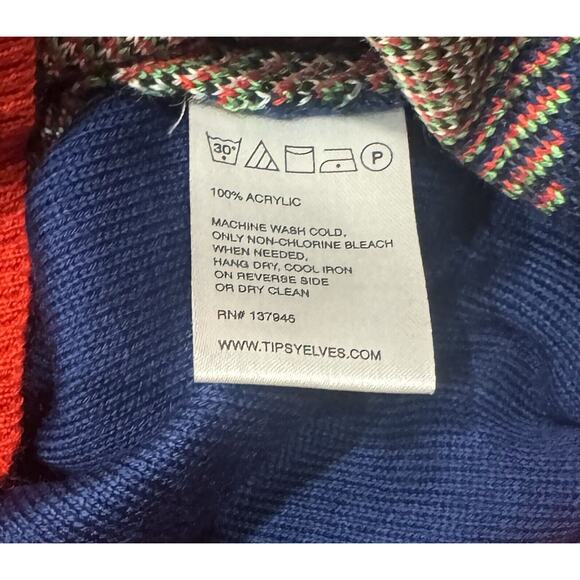 30°
P
100% ACRYLIC
MACHINE WASH COLD,
ONLY NON-CHLORINE BLEACH
WHEN NEEDED,
HANG DRY, COOL IRON
ON REVERSE SIDE
OR DRY CLEAN
RN# 137945
WWW.TIPSYELVES.COM